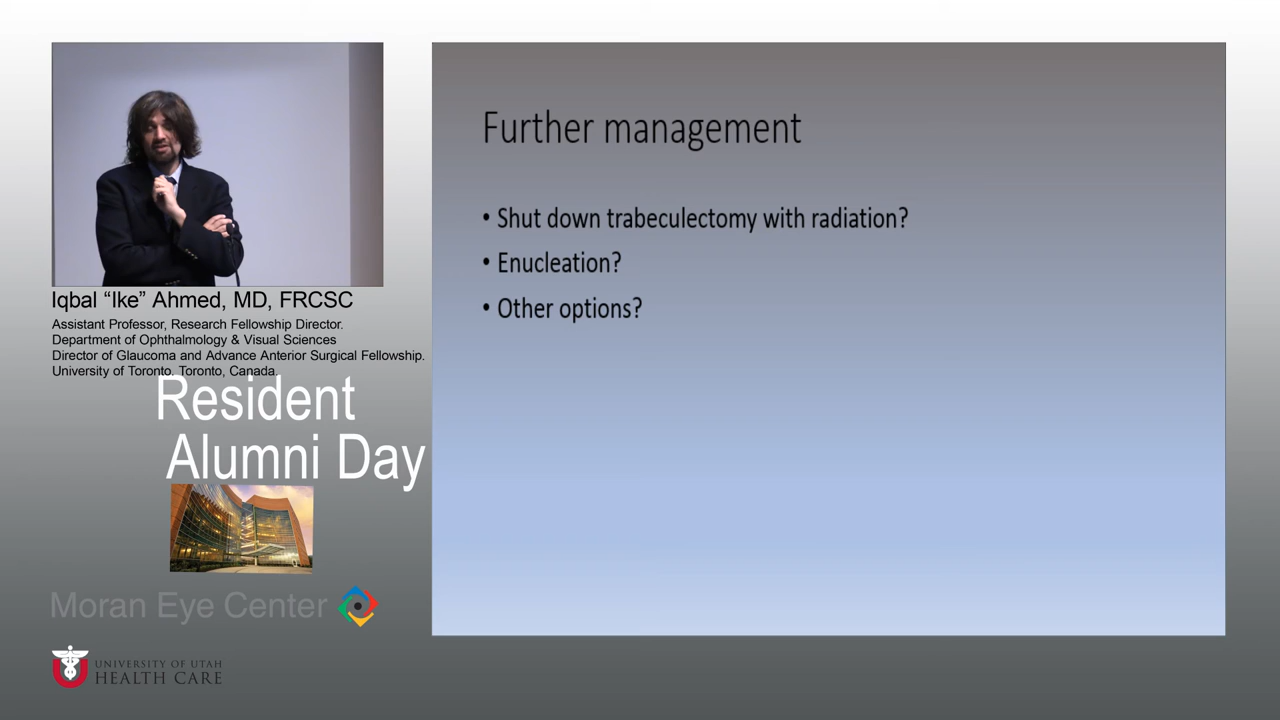 Further management
• Shut down trabeculectomy with radiation?
• Enucleation?
• Other options?
Iqbal “Ike” Ahmed, MD, FRCSC
Assistant Professor, Research Fellowship Director.
Department of Ophthalmology & Visual Sciences
Director of Glaucoma and Advance Anterior Surgical Fellowship.
University of Toronto. Toronto, Canada.
Resident
Alumni Day
Moran Eye Center
UNIVERSITY OF UTAH
HEALTH CARE